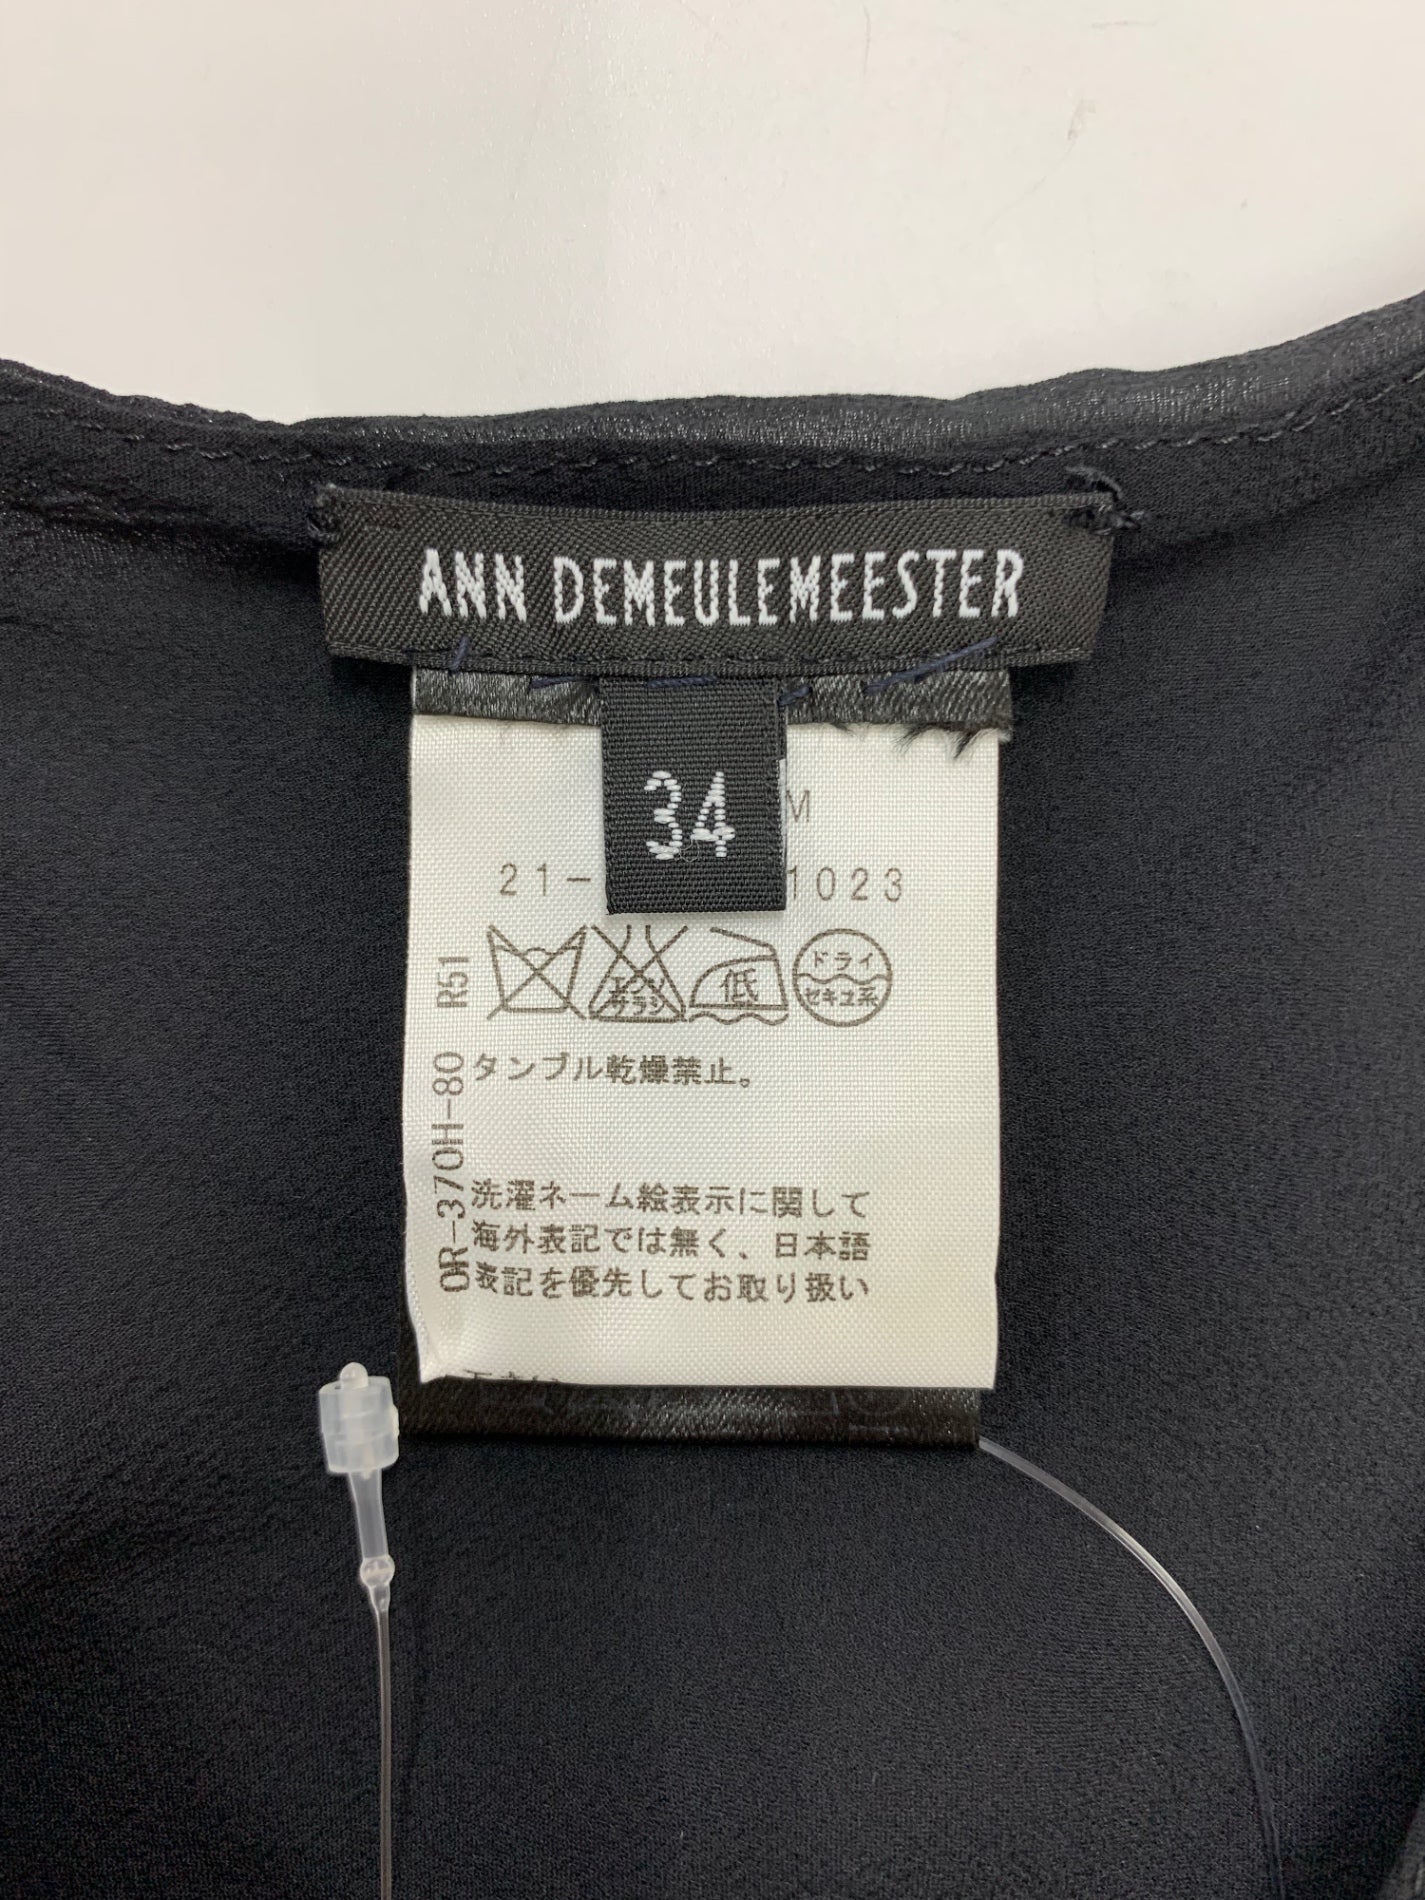 ANN DEMEULEMEESTER
34
M
21- 1023
エンソ
サラシ
低
ドライ
セキユ系
タンブル乾燥禁止。
洗濯ネーム絵表示に関して
海外表記では無く、日本語
表記を優先してお取り扱い
OR-370H-80 R51